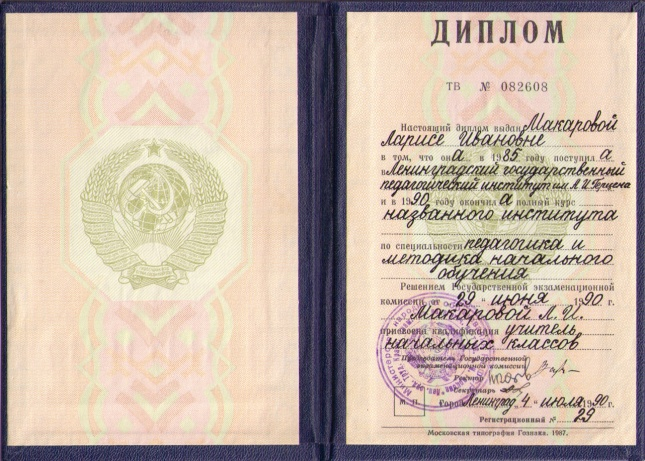 ДИПЛОМ
ТВ № 082608
Настоящий диплом выдан Макаровой
Ларисе Ивановне
в том, что она в 1985 году поступила
в Ленинградский государственный
педагогический институт им. А.И. Герцена
и в 1990 году окончила полный курс
названного института
по специальности педагогика и
методика начального
обучения
Решением Государственной экзаменационной
комиссии от „29“ июня 1990 г.
Макаровой Л.И.
присвоена квалификация учитель
начальных классов
Председатель Государственной
экзаменационной комиссии
Ректор
Секретарь
М. П. Город Ленинград, 4 „ июля 1990 г.
Регистрационный № 29
Московская типография Гознака. 1987.